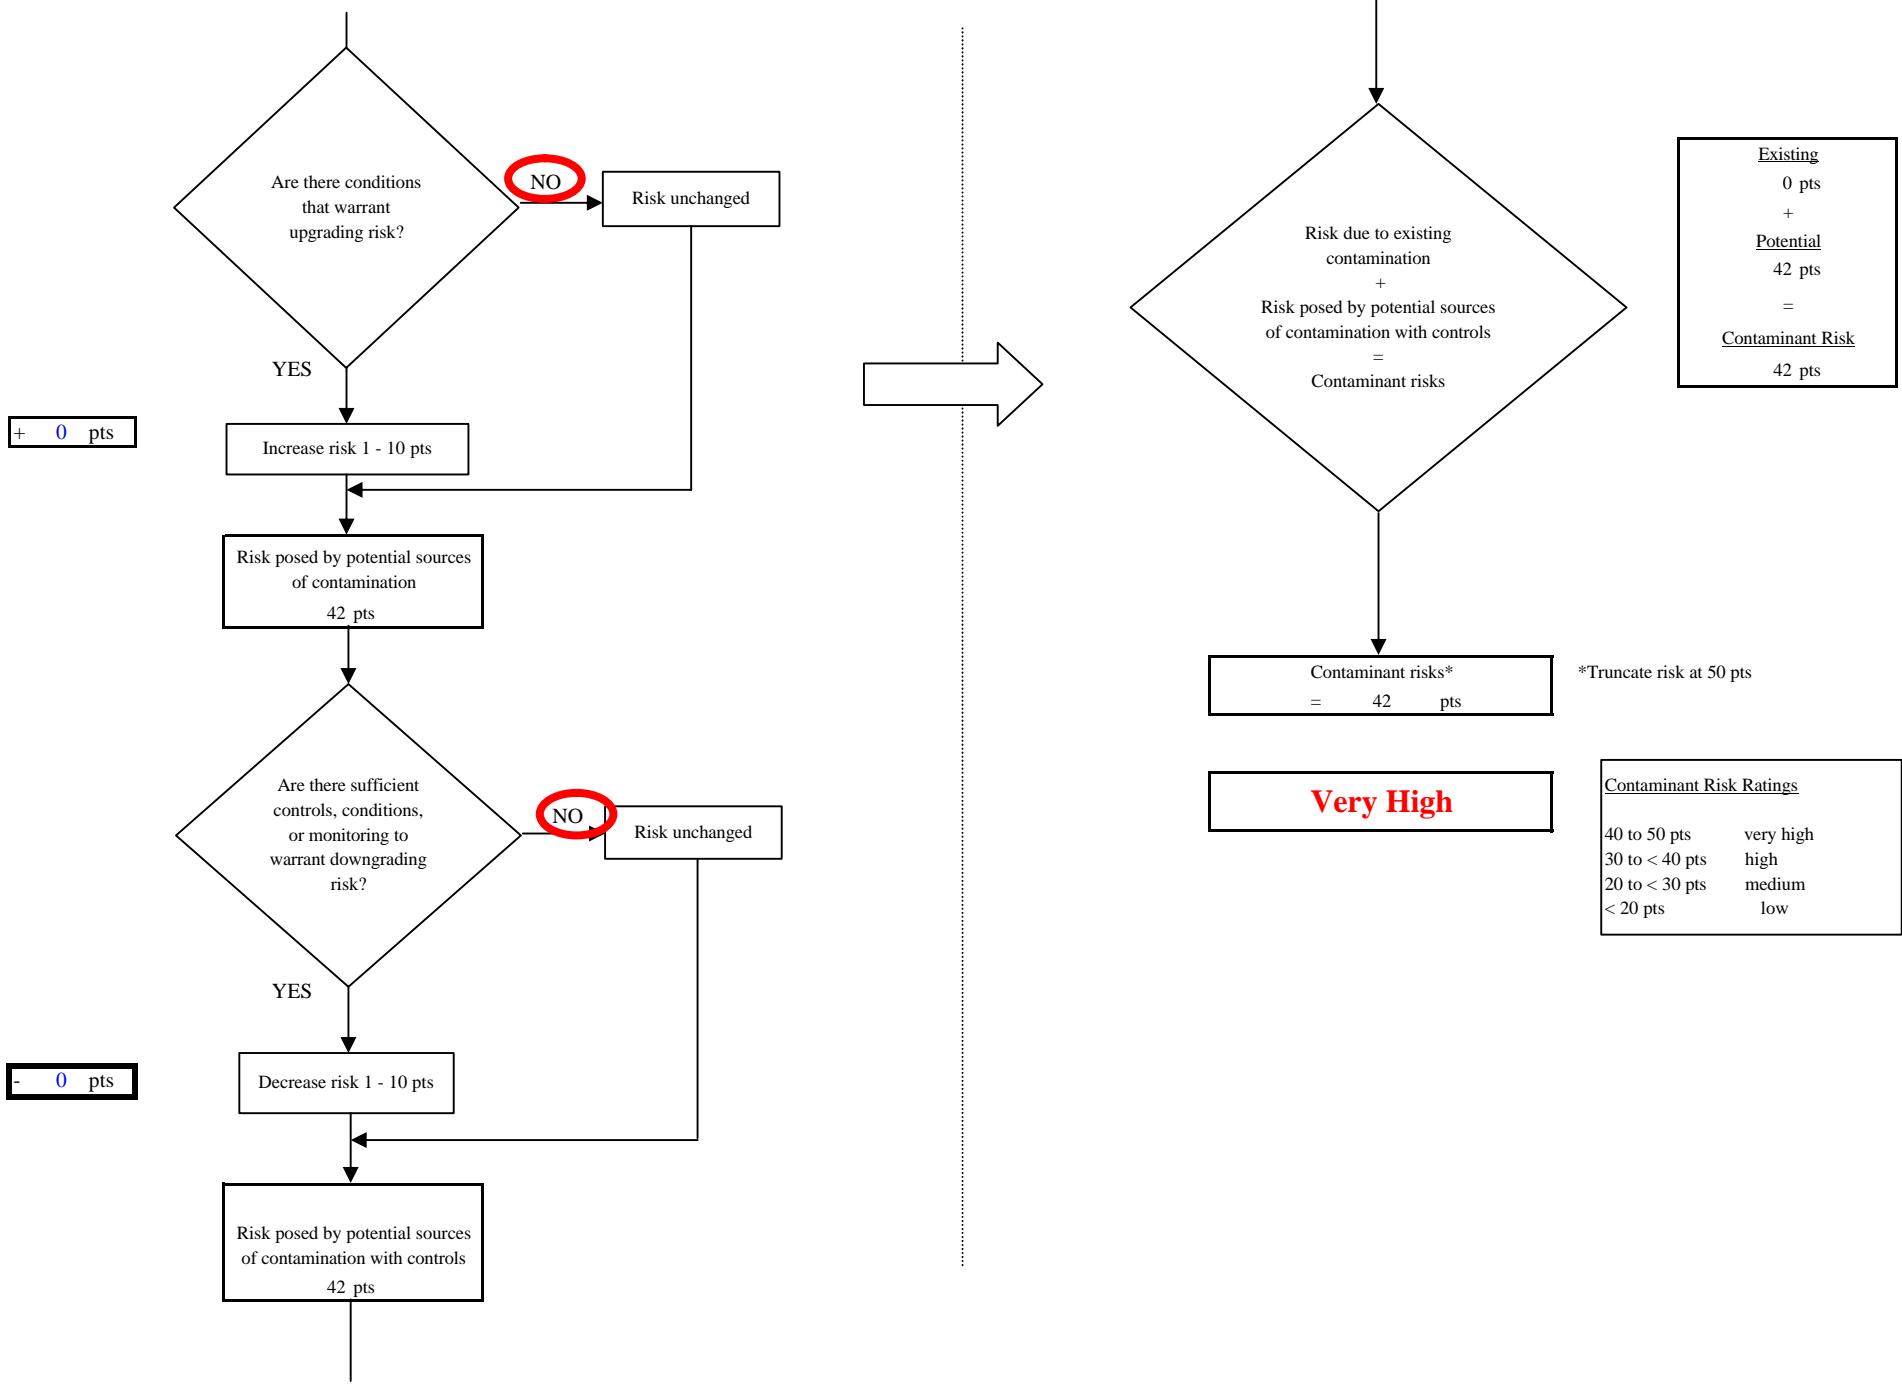 Are there conditions
that warrant
upgrading risk?
NO
Risk unchanged
YES
+ 0 pts
Increase risk 1 - 10 pts
Risk posed by potential sources
of contamination
42 pts
Are there sufficient
controls, conditions,
or monitoring to
warrant downgrading
risk?
NO
Risk unchanged
YES
- 0 pts
Decrease risk 1 - 10 pts
Risk posed by potential sources
of contamination with controls
42 pts
Risk due to existing
contamination
+
Risk posed by potential sources
of contamination with controls
=
Contaminant risks
Existing
0 pts
+
Potential
42 pts
=
Contaminant Risk
42 pts
Contaminant risks*
= 42 pts
*Truncate risk at 50 pts
Very High
Contaminant Risk Ratings
40 to 50 pts very high
30 to < 40 pts high
20 to < 30 pts medium
< 20 pts low